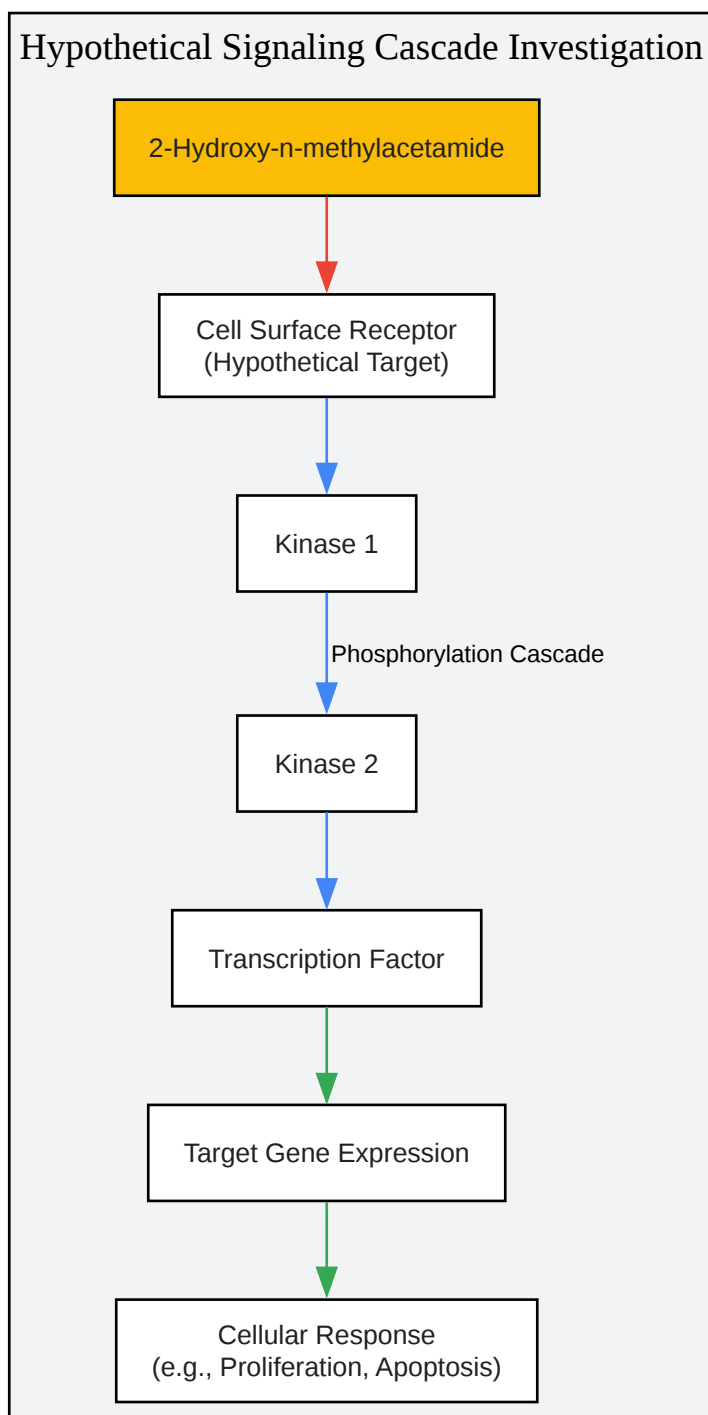 Hypothetical Signaling Cascade Investigation
2-Hydroxy-n-methylacetamide
Cell Surface Receptor
(Hypothetical Target)
Kinase 1
Phosphorylation Cascade
Kinase 2
Transcription Factor
Target Gene Expression
Cellular Response
(e.g., Proliferation, Apoptosis)